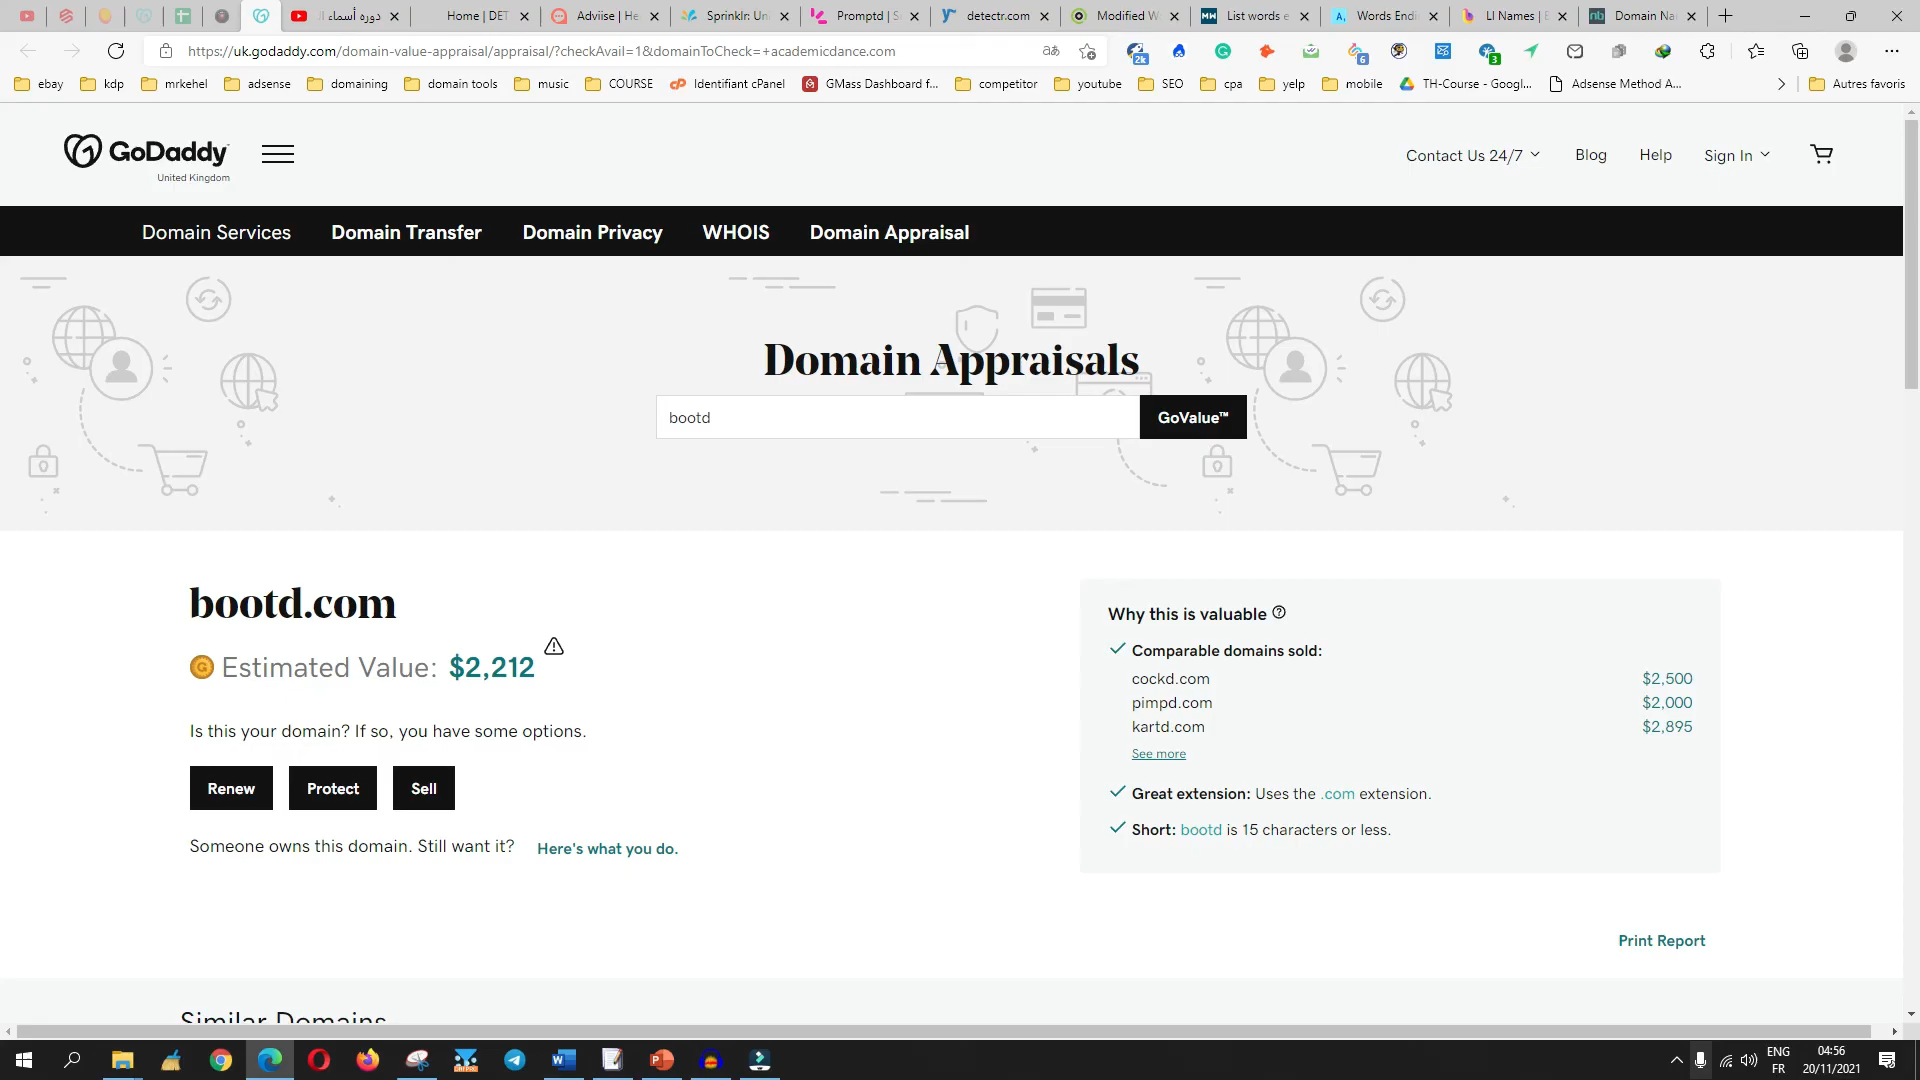 دوره أسماء ال
Home | DET
Adviise | He
Sprinklr: Un
Promptd | S
detectr.com
Modified W
List words e
Words Endi
LI Names | E
Domain Na
https://uk.godaddy.com/domain-value-appraisal/appraisal/?checkAvail=1&domainToCheck=+academicdance.com
2k
6
3
ebay
kdp
mrkehel
adsense
domaining
domain tools
music
COURSE
Identifiant cPanel
GMass Dashboard f...
competitor
youtube
SEO
cpa
yelp
mobile
TH-Course - Googl...
Adsense Method A...
Autres favoris
GoDaddy
United Kingdom
Contact Us 24/7
Blog
Help
Sign In
Domain Services
Domain Transfer
Domain Privacy
WHOIS
Domain Appraisal
Domain Appraisals
bootd
GoValue™
bootd.com
Estimated Value: $2,212
Is this your domain? If so, you have some options.
Renew
Protect
Sell
Someone owns this domain. Still want it? Here's what you do.
Why this is valuable
Comparable domains sold:
cockd.com $2,500
pimpd.com $2,000
kartd.com $2,895
See more
Great extension: Uses the .com extension.
Short: bootd is 15 characters or less.
Print Report
Similar Domains
ENG
FR
04:56
20/11/2021